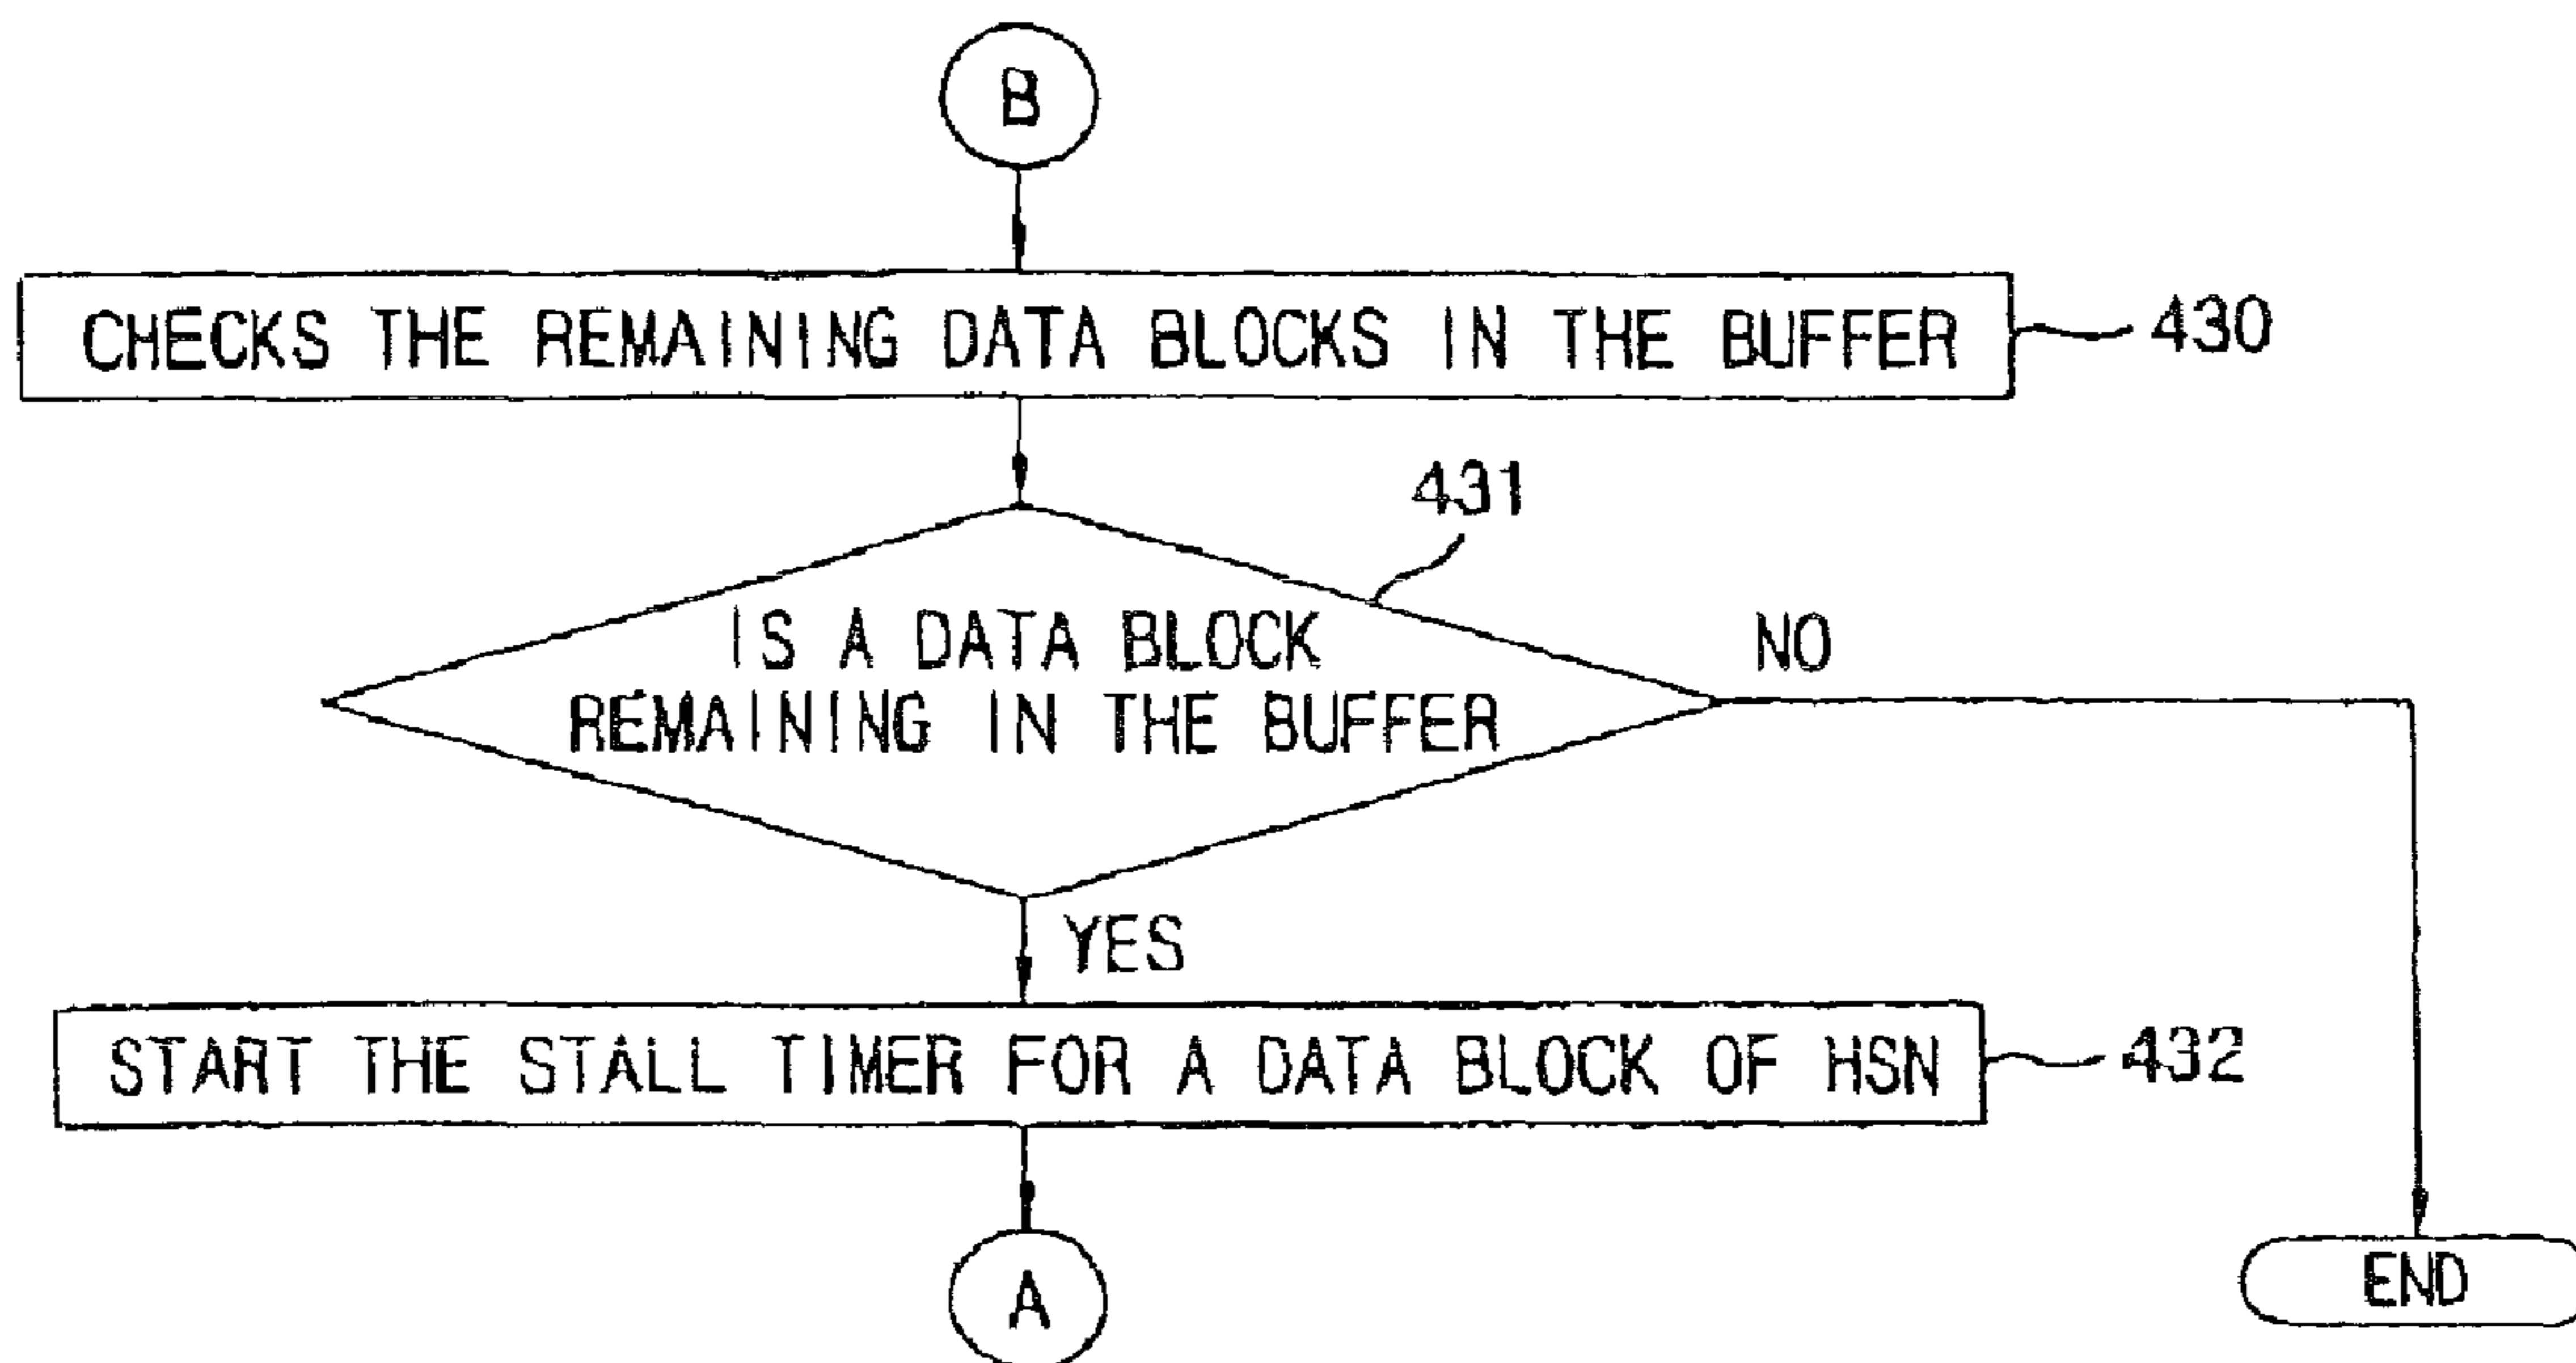 B
CHECKS THE REMAINING DATA BLOCKS IN THE BUFFER
430
431
IS A DATA BLOCK
REMAINING IN THE BUFFER
NO
YES
START THE STALL TIMER FOR A DATA BLOCK OF HSN
432
A
END